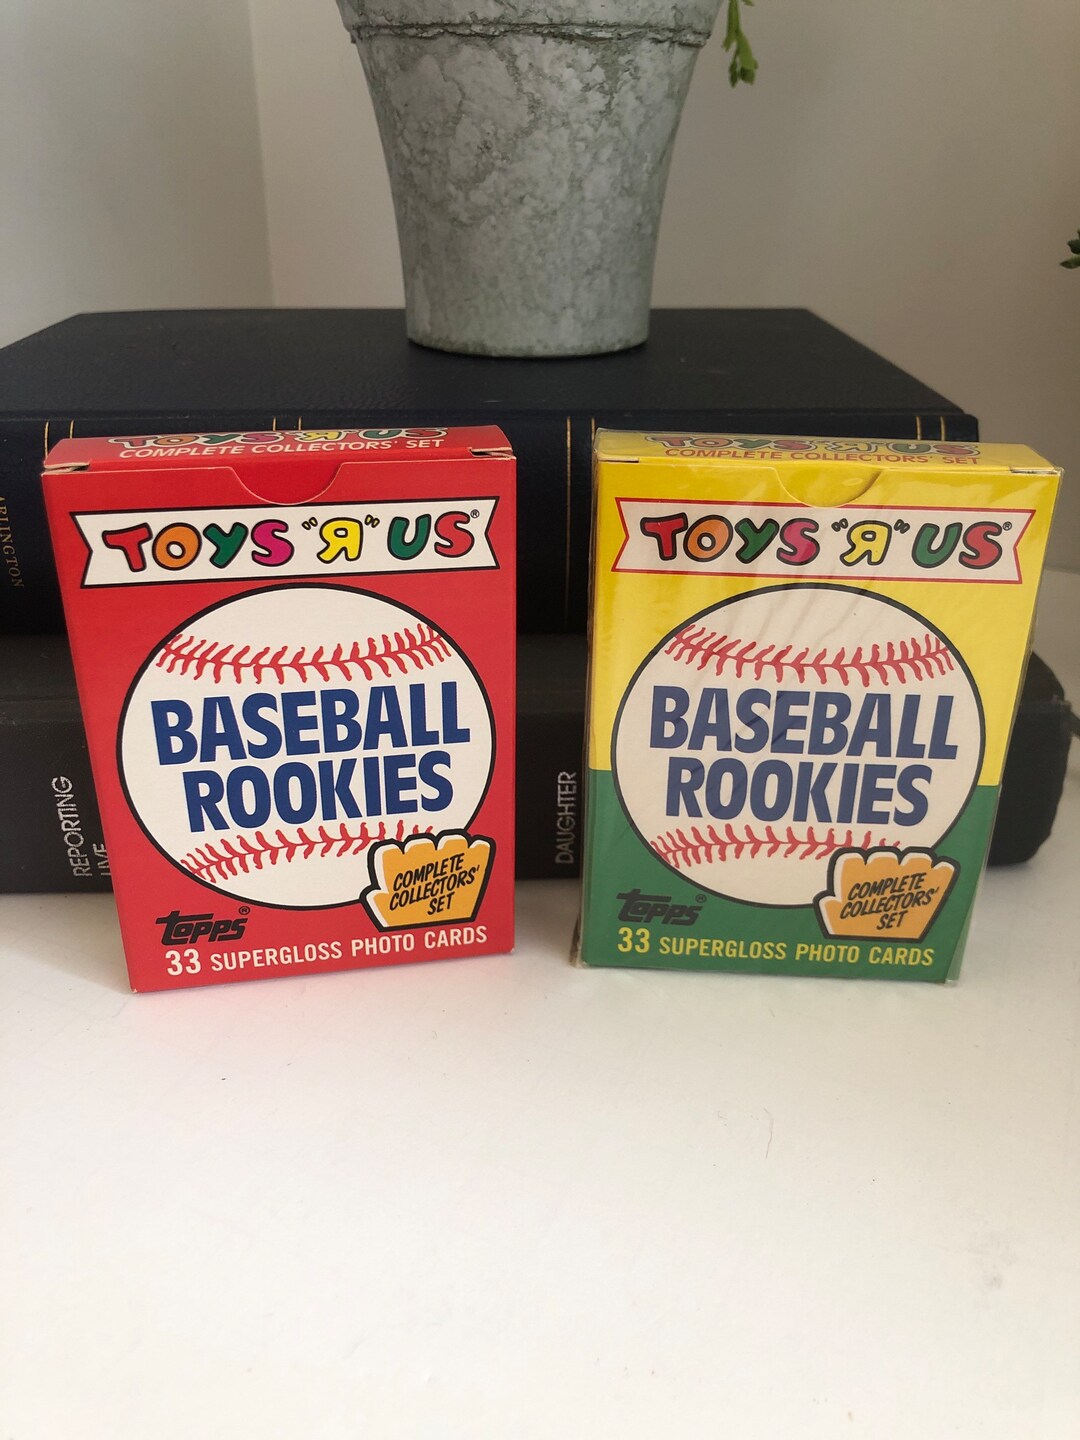 TOYS "Я" US
COMPLETE COLLECTORS' SET
TOYS "Я" US®
BASEBALL
ROOKIES
COMPLETE
COLLECTORS'
SET
Topps®
33 SUPERGLOSS PHOTO CARDS
TOYS "Я" US
COMPLETE COLLECTORS' SET
TOYS "Я" US®
BASEBALL
ROOKIES
COMPLETE
COLLECTORS'
SET
Topps®
33 SUPERGLOSS PHOTO CARDS
ARLINGTON
REPORTING
LIVE
DAUGHTER